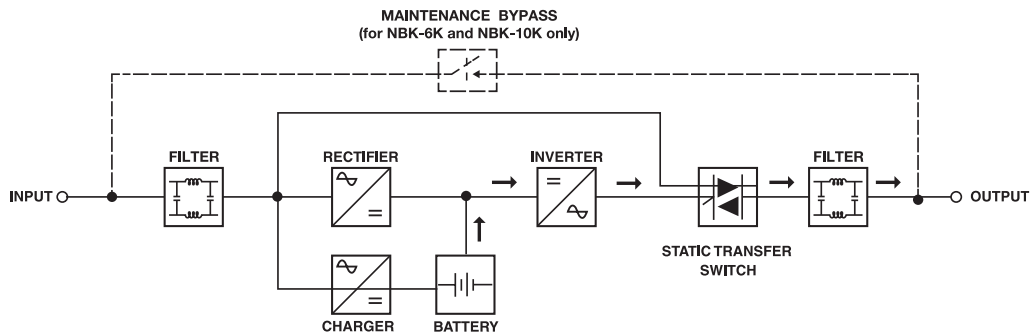 MAINTENANCE BYPASS
(for NBK-6K and NBK-10K only)
FILTER
RECTIFIER
INVERTER
FILTER
INPUT
OUTPUT
STATIC TRANSFER
SWITCH
CHARGER
BATTERY